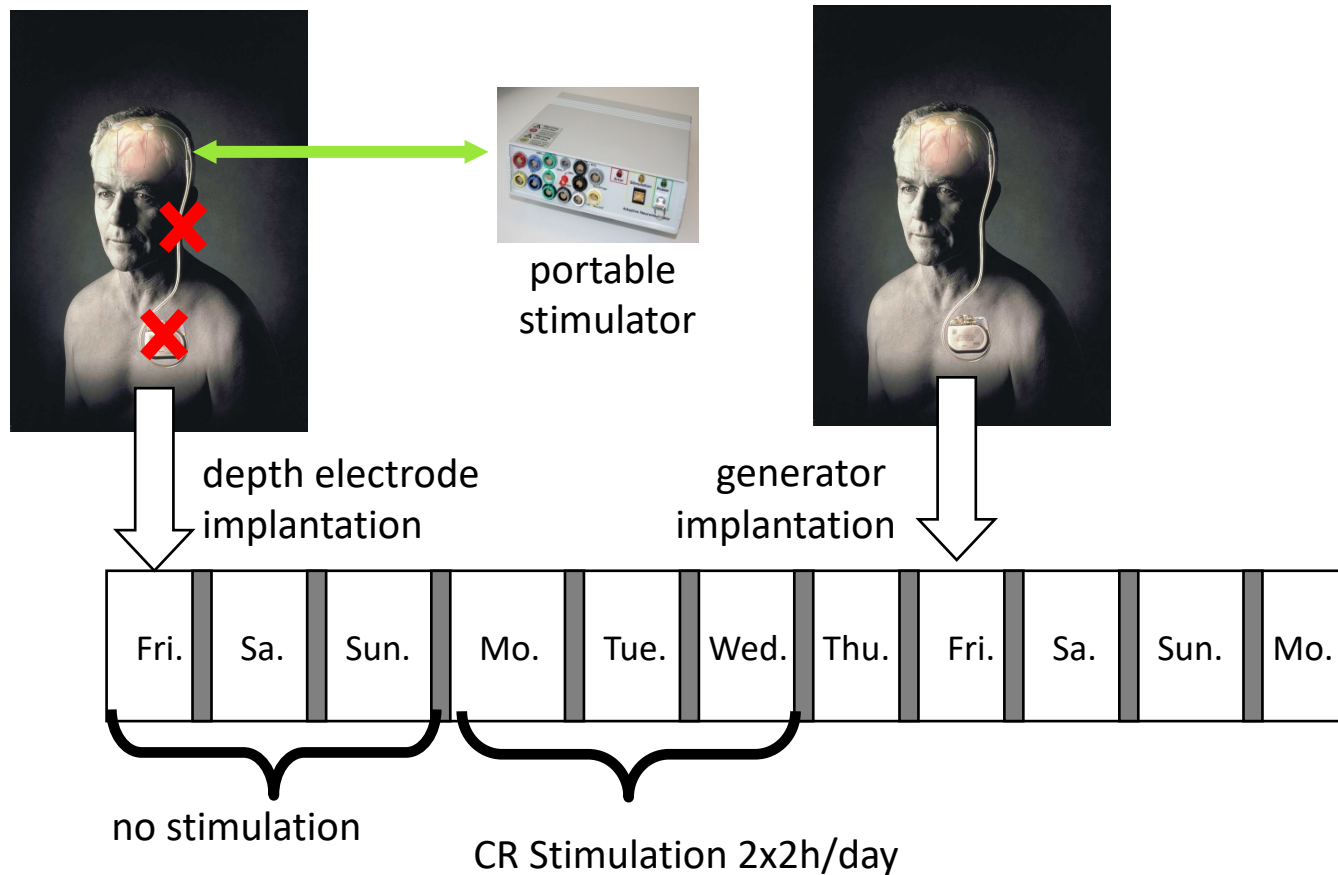 portable
stimulator
depth electrode
implantation
generator
implantation
Fri. Sa. Sun. Mo. Tue. Wed. Thu. Fri. Sa. Sun. Mo.
no stimulation
CR Stimulation 2x2h/day